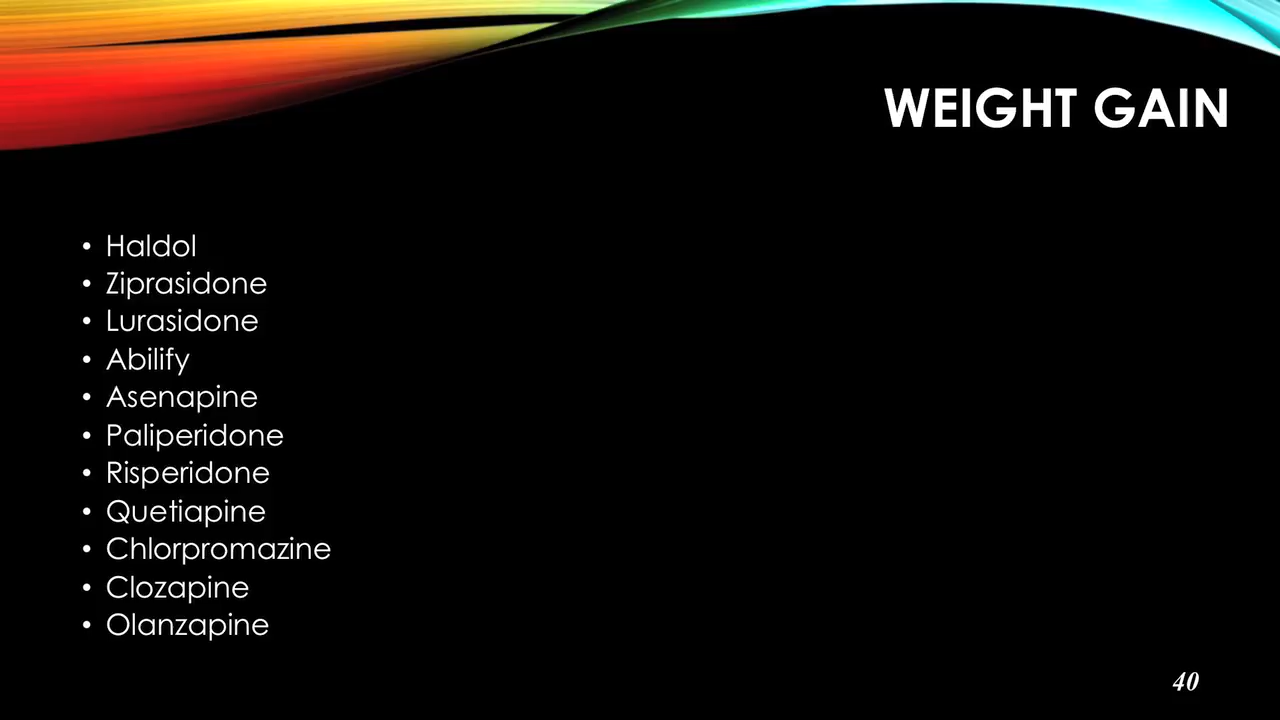 WEIGHT GAIN
• Haldol
• Ziprasidone
• Lurasidone
• Abilify
• Asenapine
• Paliperidone
• Risperidone
• Quetiapine
• Chlorpromazine
• Clozapine
• Olanzapine
40